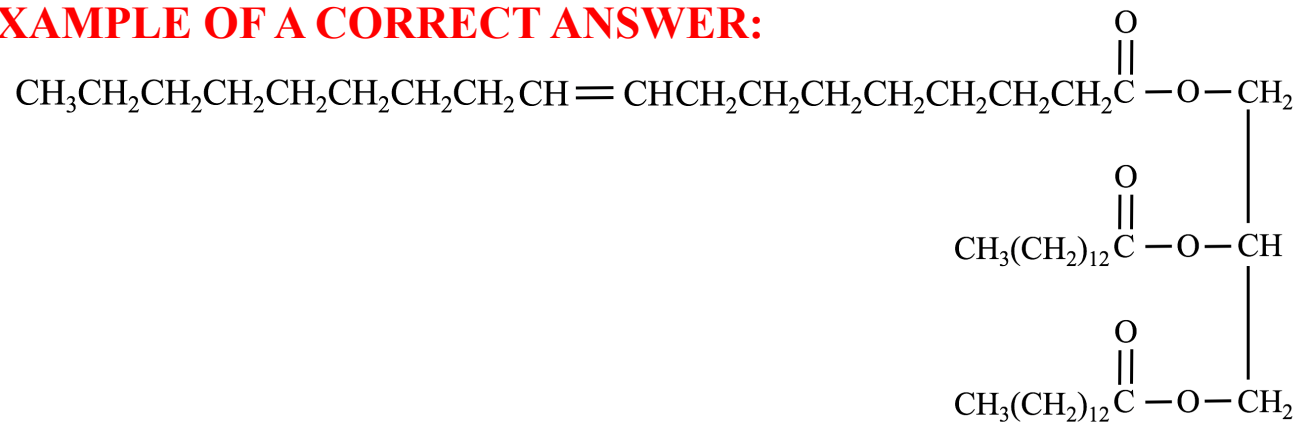 XAMPLE OF A CORRECT ANSWER:
O
CH₃CH₂CH₂CH₂CH₂CH₂CH₂CH₂CH=CHCH₂CH₂CH₂CH₂CH₂CH₂CH₂C—O—CH₂
O
CH₃(CH₂)₁₂C—O—CH
O
CH₃(CH₂)₁₂C—O—CH₂